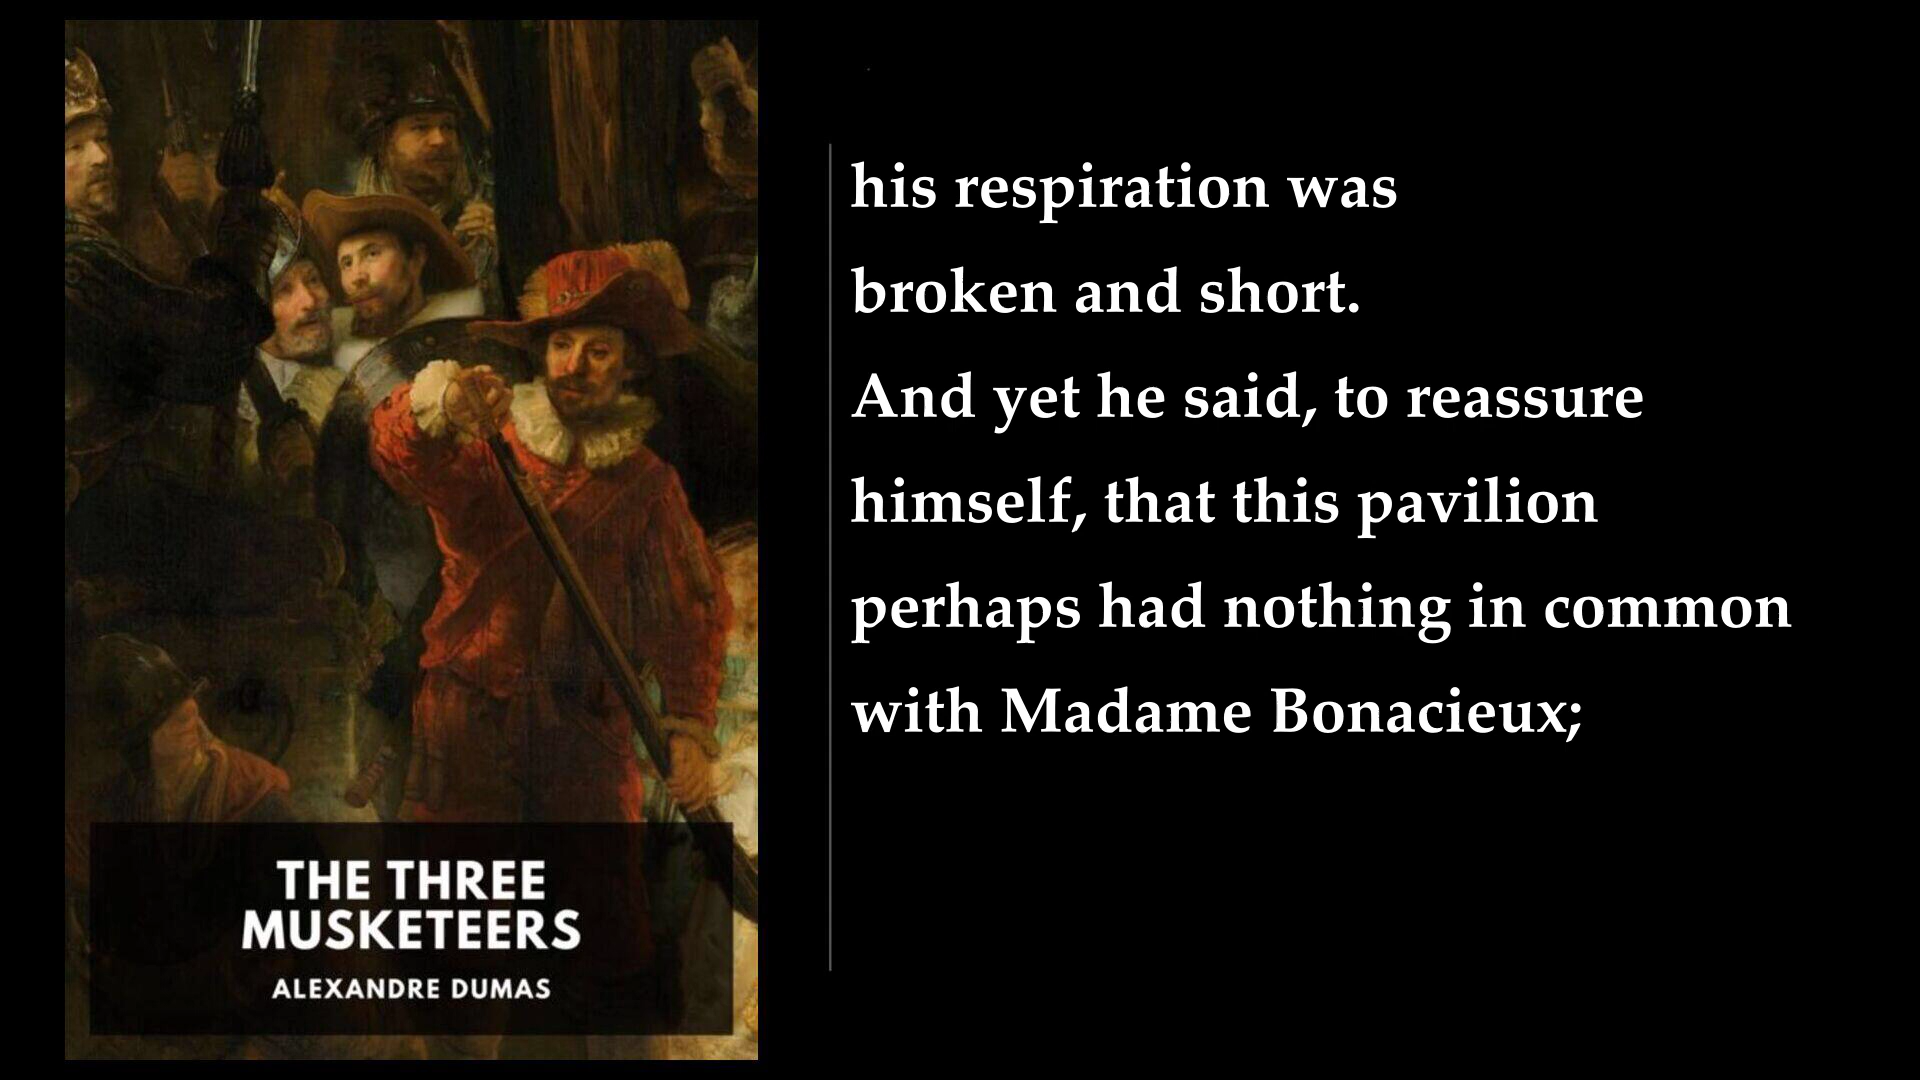 his respiration was
broken and short.
And yet he said, to reassure
himself, that this pavilion
perhaps had nothing in common
with Madame Bonacieux;
THE THREE
MUSKETEERS
ALEXANDRE DUMAS